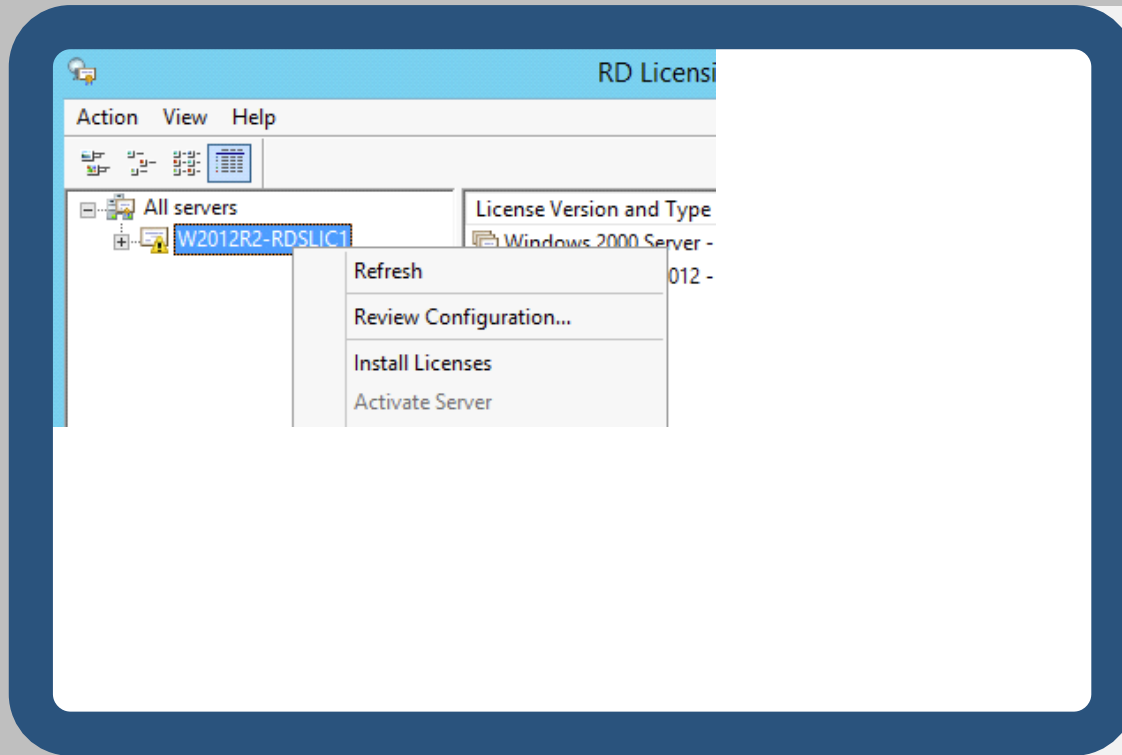 RD Licensi
Action View Help
All servers
W2012R2-RDSLIC1
License Version and Type
Windows 2000 Server -
012 -
Refresh
Review Configuration...
Install Licenses
Activate Server